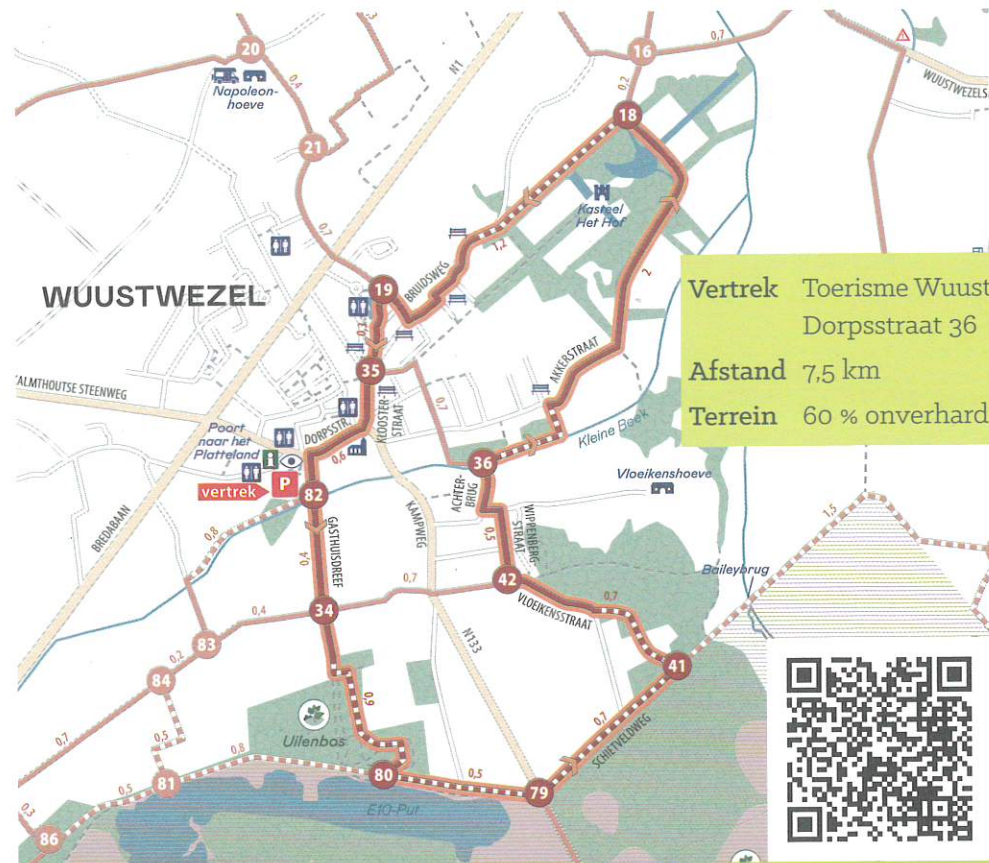 20
0,4
Napoleon-
hoeve
21
0,3
N1
16
0,7
0,2
WUUSTWEZELS
18
Kasteel
Het Hof
0,7
1,2
BRUIDSWEG
2
WUUSTWEZEL
19
0,3
35
Vertrek Toerisme Wuust
Dorpsstraat 36
Afstand 7,5 km
Terrein 60 % onverhard
ALMTHOUTSE STEENWEG
AKKERSTRAAT
KLOOSTER-
STRAAT
0,7
DORPSSTR.
0,6
Poort
naar het
Platteland
i
P
vertrek
82
Kleine Beek
36
ACHTER-
BRUG
Vloeikenshoeve
BREDABAAN
0,8
0,4
GASTHUISDREEF
KAMPWEG
0,5
WIPPENBERG-
STRAAT
1,5
Baileybrug
42
0,7
VLOEIKENSSTRAAT
0,7
34
0,4
83
N133
41
0,2
84
0,9
0,7
SCHIETVELDWEG
Uilenbos
0,7
0,5
0,8
80
0,5
79
81
0,5
E10-Put
0,3
86